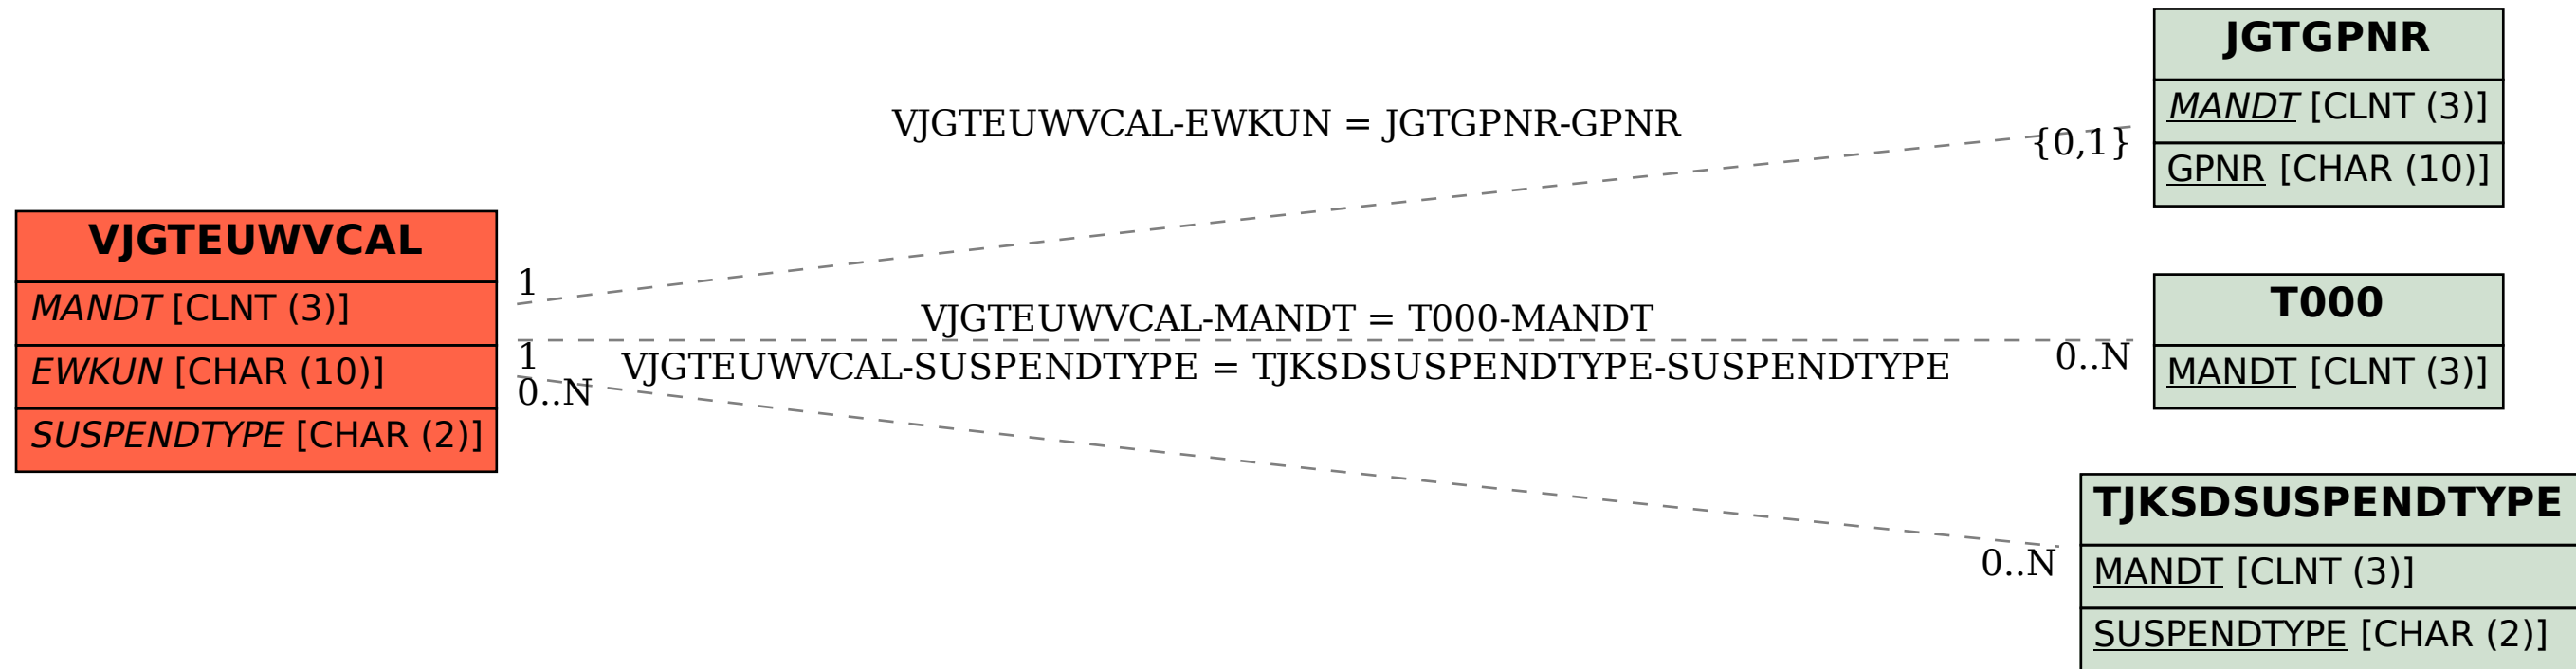 JGTGPNR
MANDT [CLNT (3)]
GPNR [CHAR (10)]
VJGTEUWVCAL-EWKUN = JGTGPNR-GPNR
{0,1}
1
VJGTEUWVCAL
MANDT [CLNT (3)]
EWKUN [CHAR (10)]
SUSPENDTYPE [CHAR (2)]
VJGTEUWVCAL-MANDT = T000-MANDT
1
0..N
T000
MANDT [CLNT (3)]
VJGTEUWVCAL-SUSPENDTYPE = TJKSDSUSPENDTYPE-SUSPENDTYPE
0..N
0..N
TJKSDSUSPENDTYPE
MANDT [CLNT (3)]
SUSPENDTYPE [CHAR (2)]